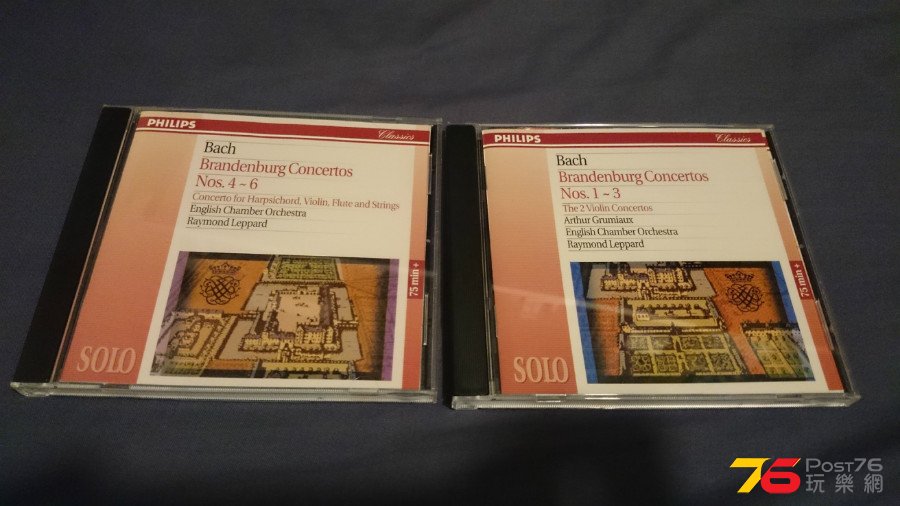 PHILIPS
Classics
Bach
Brandenburg Concertos
Nos. 4 ~ 6
Concerto for Harpsichord, Violin, Flute and Strings
English Chamber Orchestra
Raymond Leppard
75 min +
SOLO
PHILIPS
Classics
Bach
Brandenburg Concertos
Nos. 1 ~ 3
The 2 Violin Concertos
Arthur Grumiaux
English Chamber Orchestra
Raymond Leppard
75 min +
SOLO
76 POST76
玩樂網